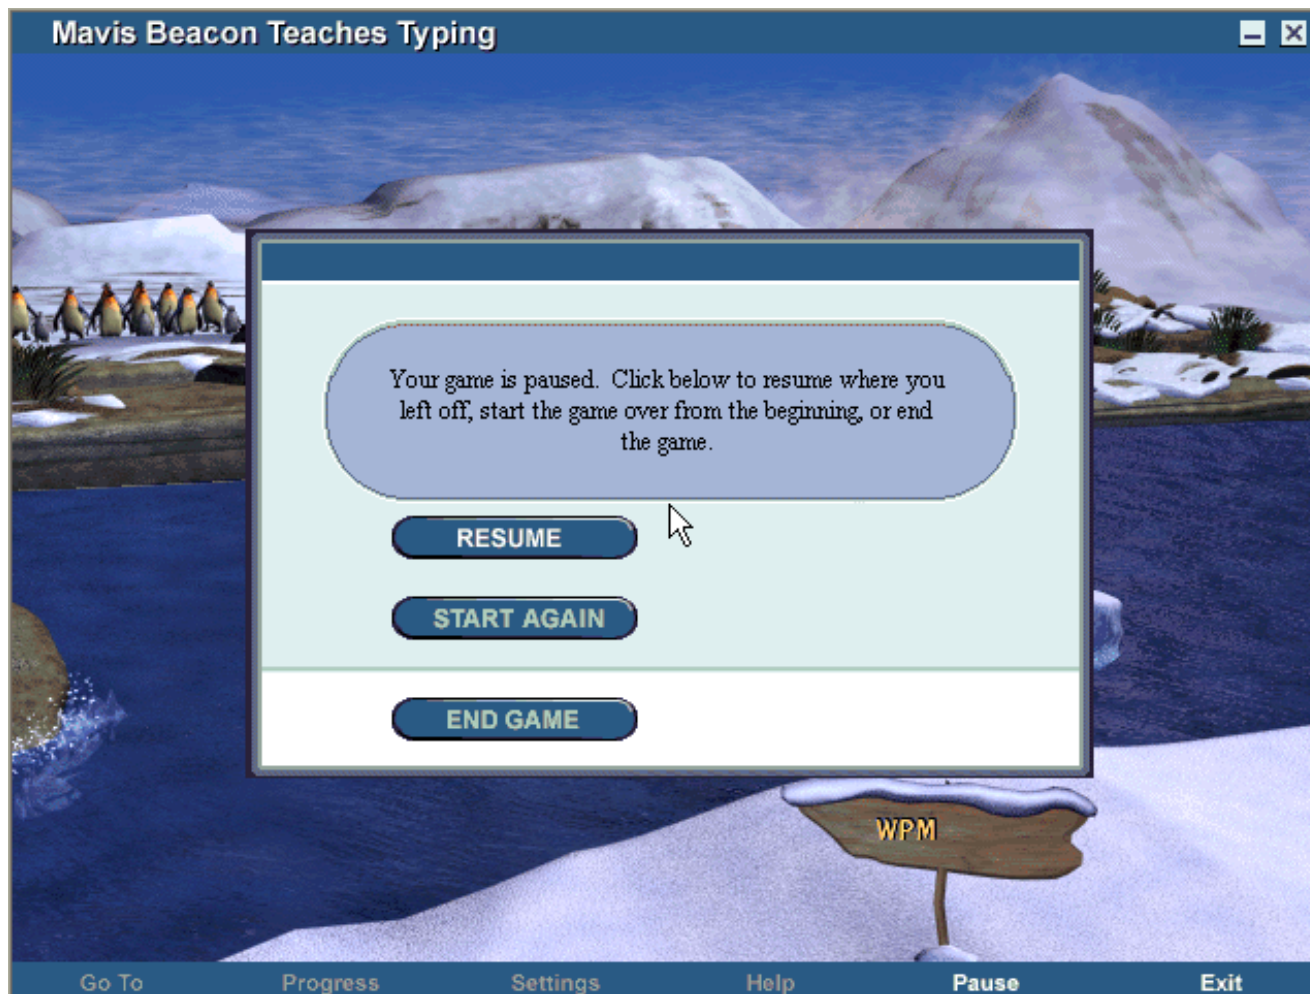 Mavis Beacon Teaches Typing
Your game is paused.  Click below to resume where you
left off, start the game over from the beginning, or end
the game.
RESUME
START AGAIN
END GAME
WPM
Go To Progress Settings Help Pause Exit